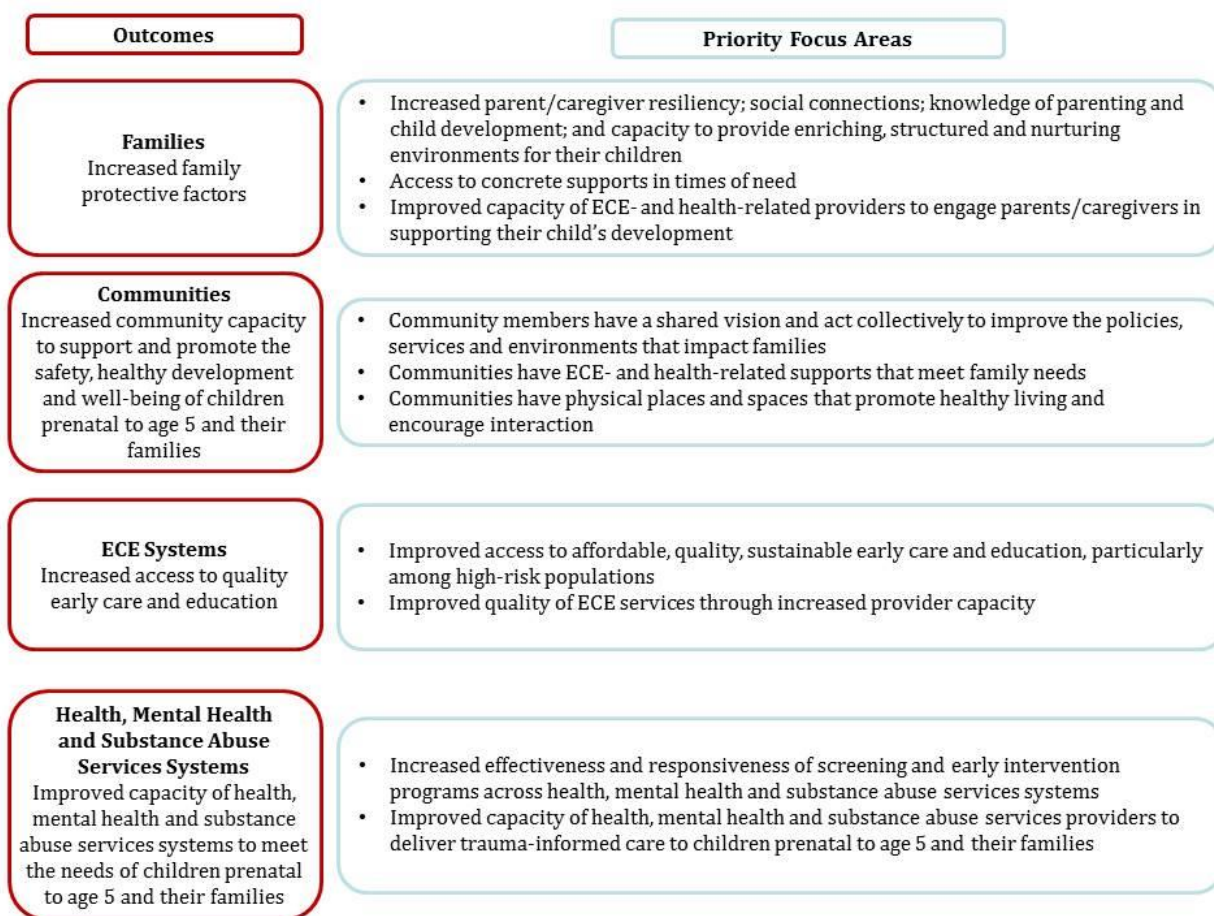 Outcomes
Priority Focus Areas
Families
Increased family
protective factors
• Increased parent/caregiver resiliency; social connections; knowledge of parenting and
child development; and capacity to provide enriching, structured and nurturing
environments for their children
• Access to concrete supports in times of need
• Improved capacity of ECE- and health-related providers to engage parents/caregivers in
supporting their child's development
Communities
Increased community capacity
to support and promote the
safety, healthy development
and well-being of children
prenatal to age 5 and their
families
• Community members have a shared vision and act collectively to improve the policies,
services and environments that impact families
• Communities have ECE- and health-related supports that meet family needs
• Communities have physical places and spaces that promote healthy living and
encourage interaction
ECE Systems
Increased access to quality
early care and education
• Improved access to affordable, quality, sustainable early care and education, particularly
among high-risk populations
• Improved quality of ECE services through increased provider capacity
Health, Mental Health
and Substance Abuse
Services Systems
Improved capacity of health,
mental health and substance
abuse services systems to meet
the needs of children prenatal
to age 5 and their families
• Increased effectiveness and responsiveness of screening and early intervention
programs across health, mental health and substance abuse services systems
• Improved capacity of health, mental health and substance abuse services providers to
deliver trauma-informed care to children prenatal to age 5 and their families